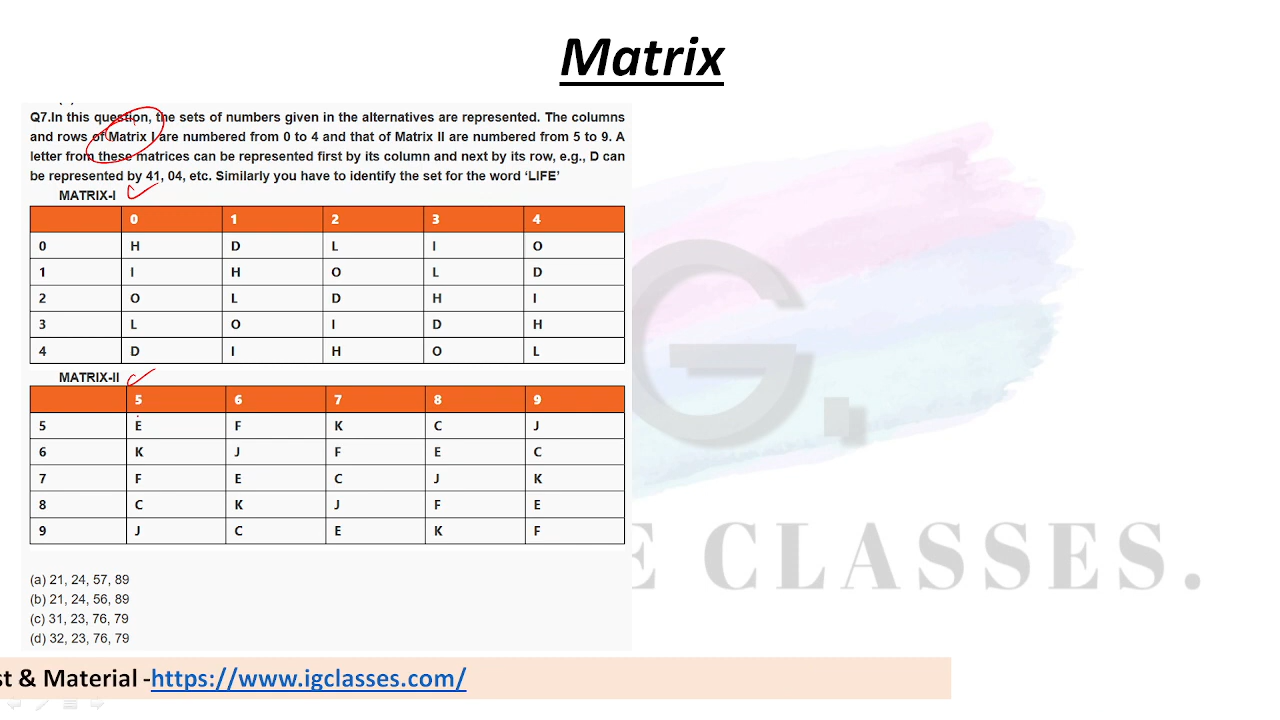 Matrix
Q7.In this question, the sets of numbers given in the alternatives are represented. The columns
and rows of Matrix I are numbered from 0 to 4 and that of Matrix II are numbered from 5 to 9. A
letter from these matrices can be represented first by its column and next by its row, e.g., D can
be represented by 41, 04, etc. Similarly you have to identify the set for the word ‘LIFE’
MATRIX-I
0 1 2 3 4
0 H D L I O
1 I H O L D
2 O L D H I
3 L O I D H
4 D I H O L
MATRIX-II
5 6 7 8 9
5 E F K C J
6 K J F E C
7 F E C J K
8 C K J F E
9 J C E K F
(a) 21, 24, 57, 89
(b) 21, 24, 56, 89
(c) 31, 23, 76, 79
(d) 32, 23, 76, 79
G.
E CLASSES.
st & Material -https://www.igclasses.com/